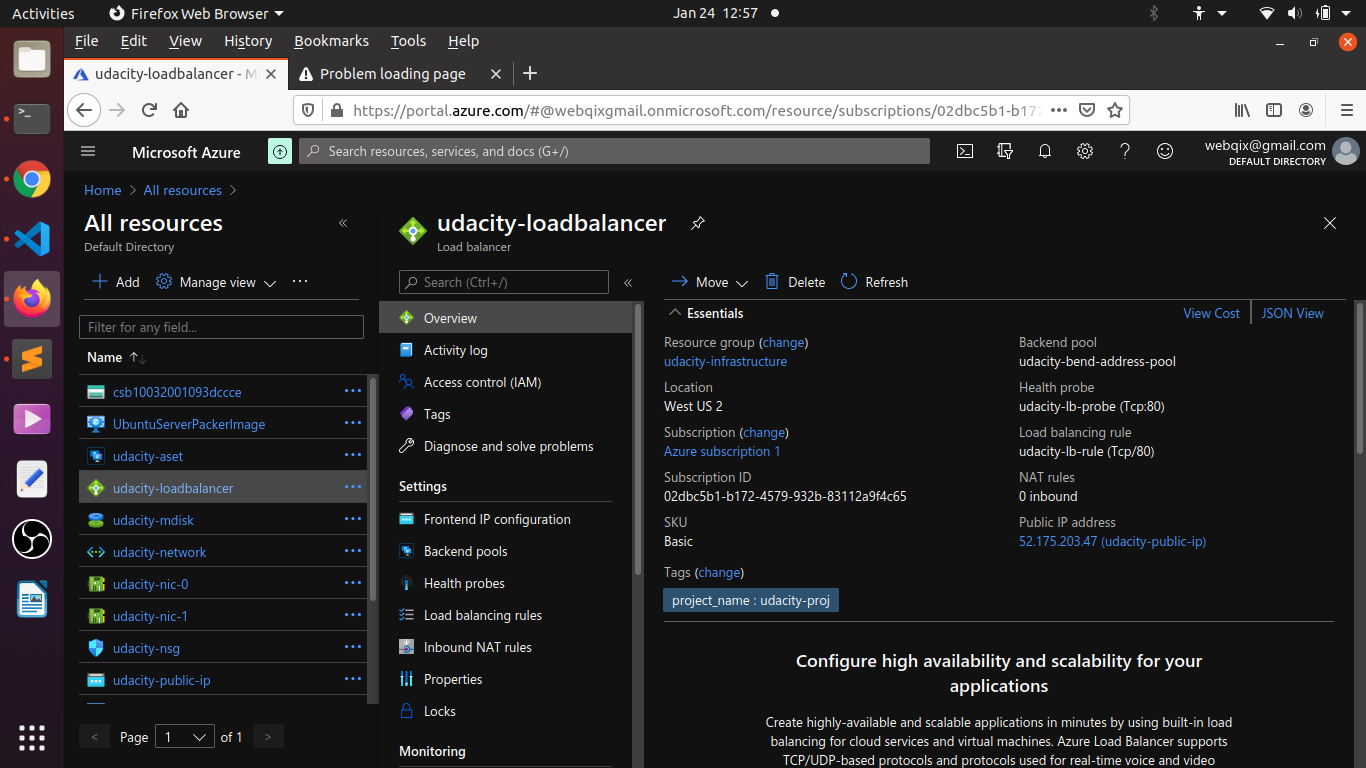 Activities Firefox Web Browser Jan 24 12:57
File Edit View History Bookmarks Tools Help
udacity-loadbalancer - M Problem loading page
https://portal.azure.com/#@webqixgmail.onmicrosoft.com/resource/subscriptions/02dbc5b1-b172
Microsoft Azure
Search resources, services, and docs (G+/)
webqix@gmail.com
DEFAULT DIRECTORY
Home > All resources >
All resources
Default Directory
Add Manage view
Filter for any field...
Name
csb10032001093dccce
UbuntuServerPackerImage
udacity-aset
udacity-loadbalancer
udacity-mdisk
udacity-network
udacity-nic-0
udacity-nic-1
udacity-nsg
udacity-public-ip
< Page 1 of 1 >
udacity-loadbalancer
Load balancer
Search (Ctrl+/)
Overview
Activity log
Access control (IAM)
Tags
Diagnose and solve problems
Settings
Frontend IP configuration
Backend pools
Health probes
Load balancing rules
Inbound NAT rules
Properties
Locks
Monitoring
Move Delete Refresh
Essentials
View Cost JSON View
Resource group (change)
udacity-infrastructure
Location
West US 2
Subscription (change)
Azure subscription 1
Subscription ID
02dbc5b1-b172-4579-932b-83112a9f4c65
SKU
Basic
Backend pool
udacity-bend-address-pool
Health probe
udacity-lb-probe (Tcp:80)
Load balancing rule
udacity-lb-rule (Tcp/80)
NAT rules
0 inbound
Public IP address
52.175.203.47 (udacity-public-ip)
Tags (change)
project_name : udacity-proj
Configure high availability and scalability for your
applications
Create highly-available and scalable applications in minutes by using built-in load
balancing for cloud services and virtual machines. Azure Load Balancer supports
TCP/UDP-based protocols and protocols used for real-time voice and video